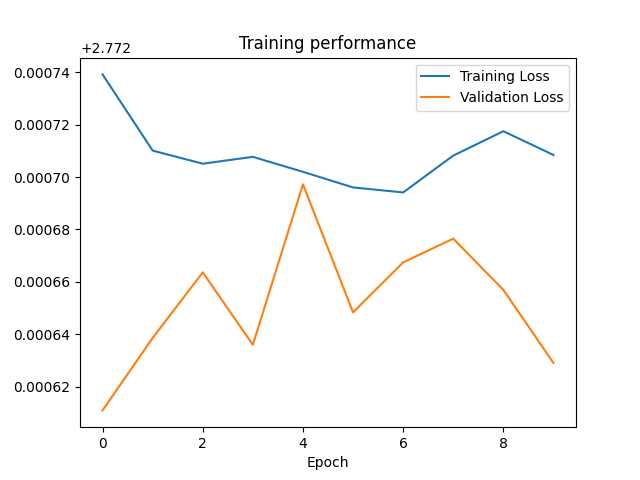 Training performance
+2.772
Training Loss
Validation Loss
0.00074
0.00072
0.00070
0.00068
0.00066
0.00064
0.00062
0 2 4 6 8
Epoch